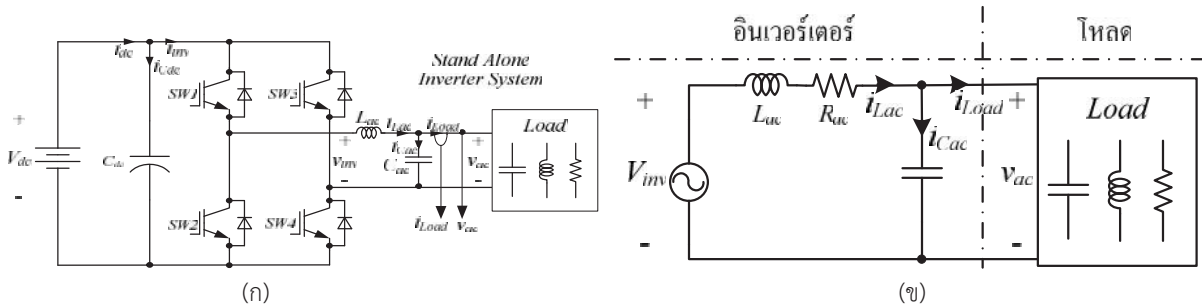 i_dc
i_inv
i_Cdc
+
V_dc
-
C_dc
SW1
SW3
SW2
SW4
Stand Alone
Inverter System
L_ac
i_Lac
i_Load
i_Cac
C_ac
+
v_inv
-
+
v_ac
-
Load
i_Load
v_ac
(ก)
อินเวอร์เตอร์
โหลด
+
V_inv
-
L_ac
R_ac
i_Lac
i_Load
i_Cac
+
v_ac
-
Load
(ข)